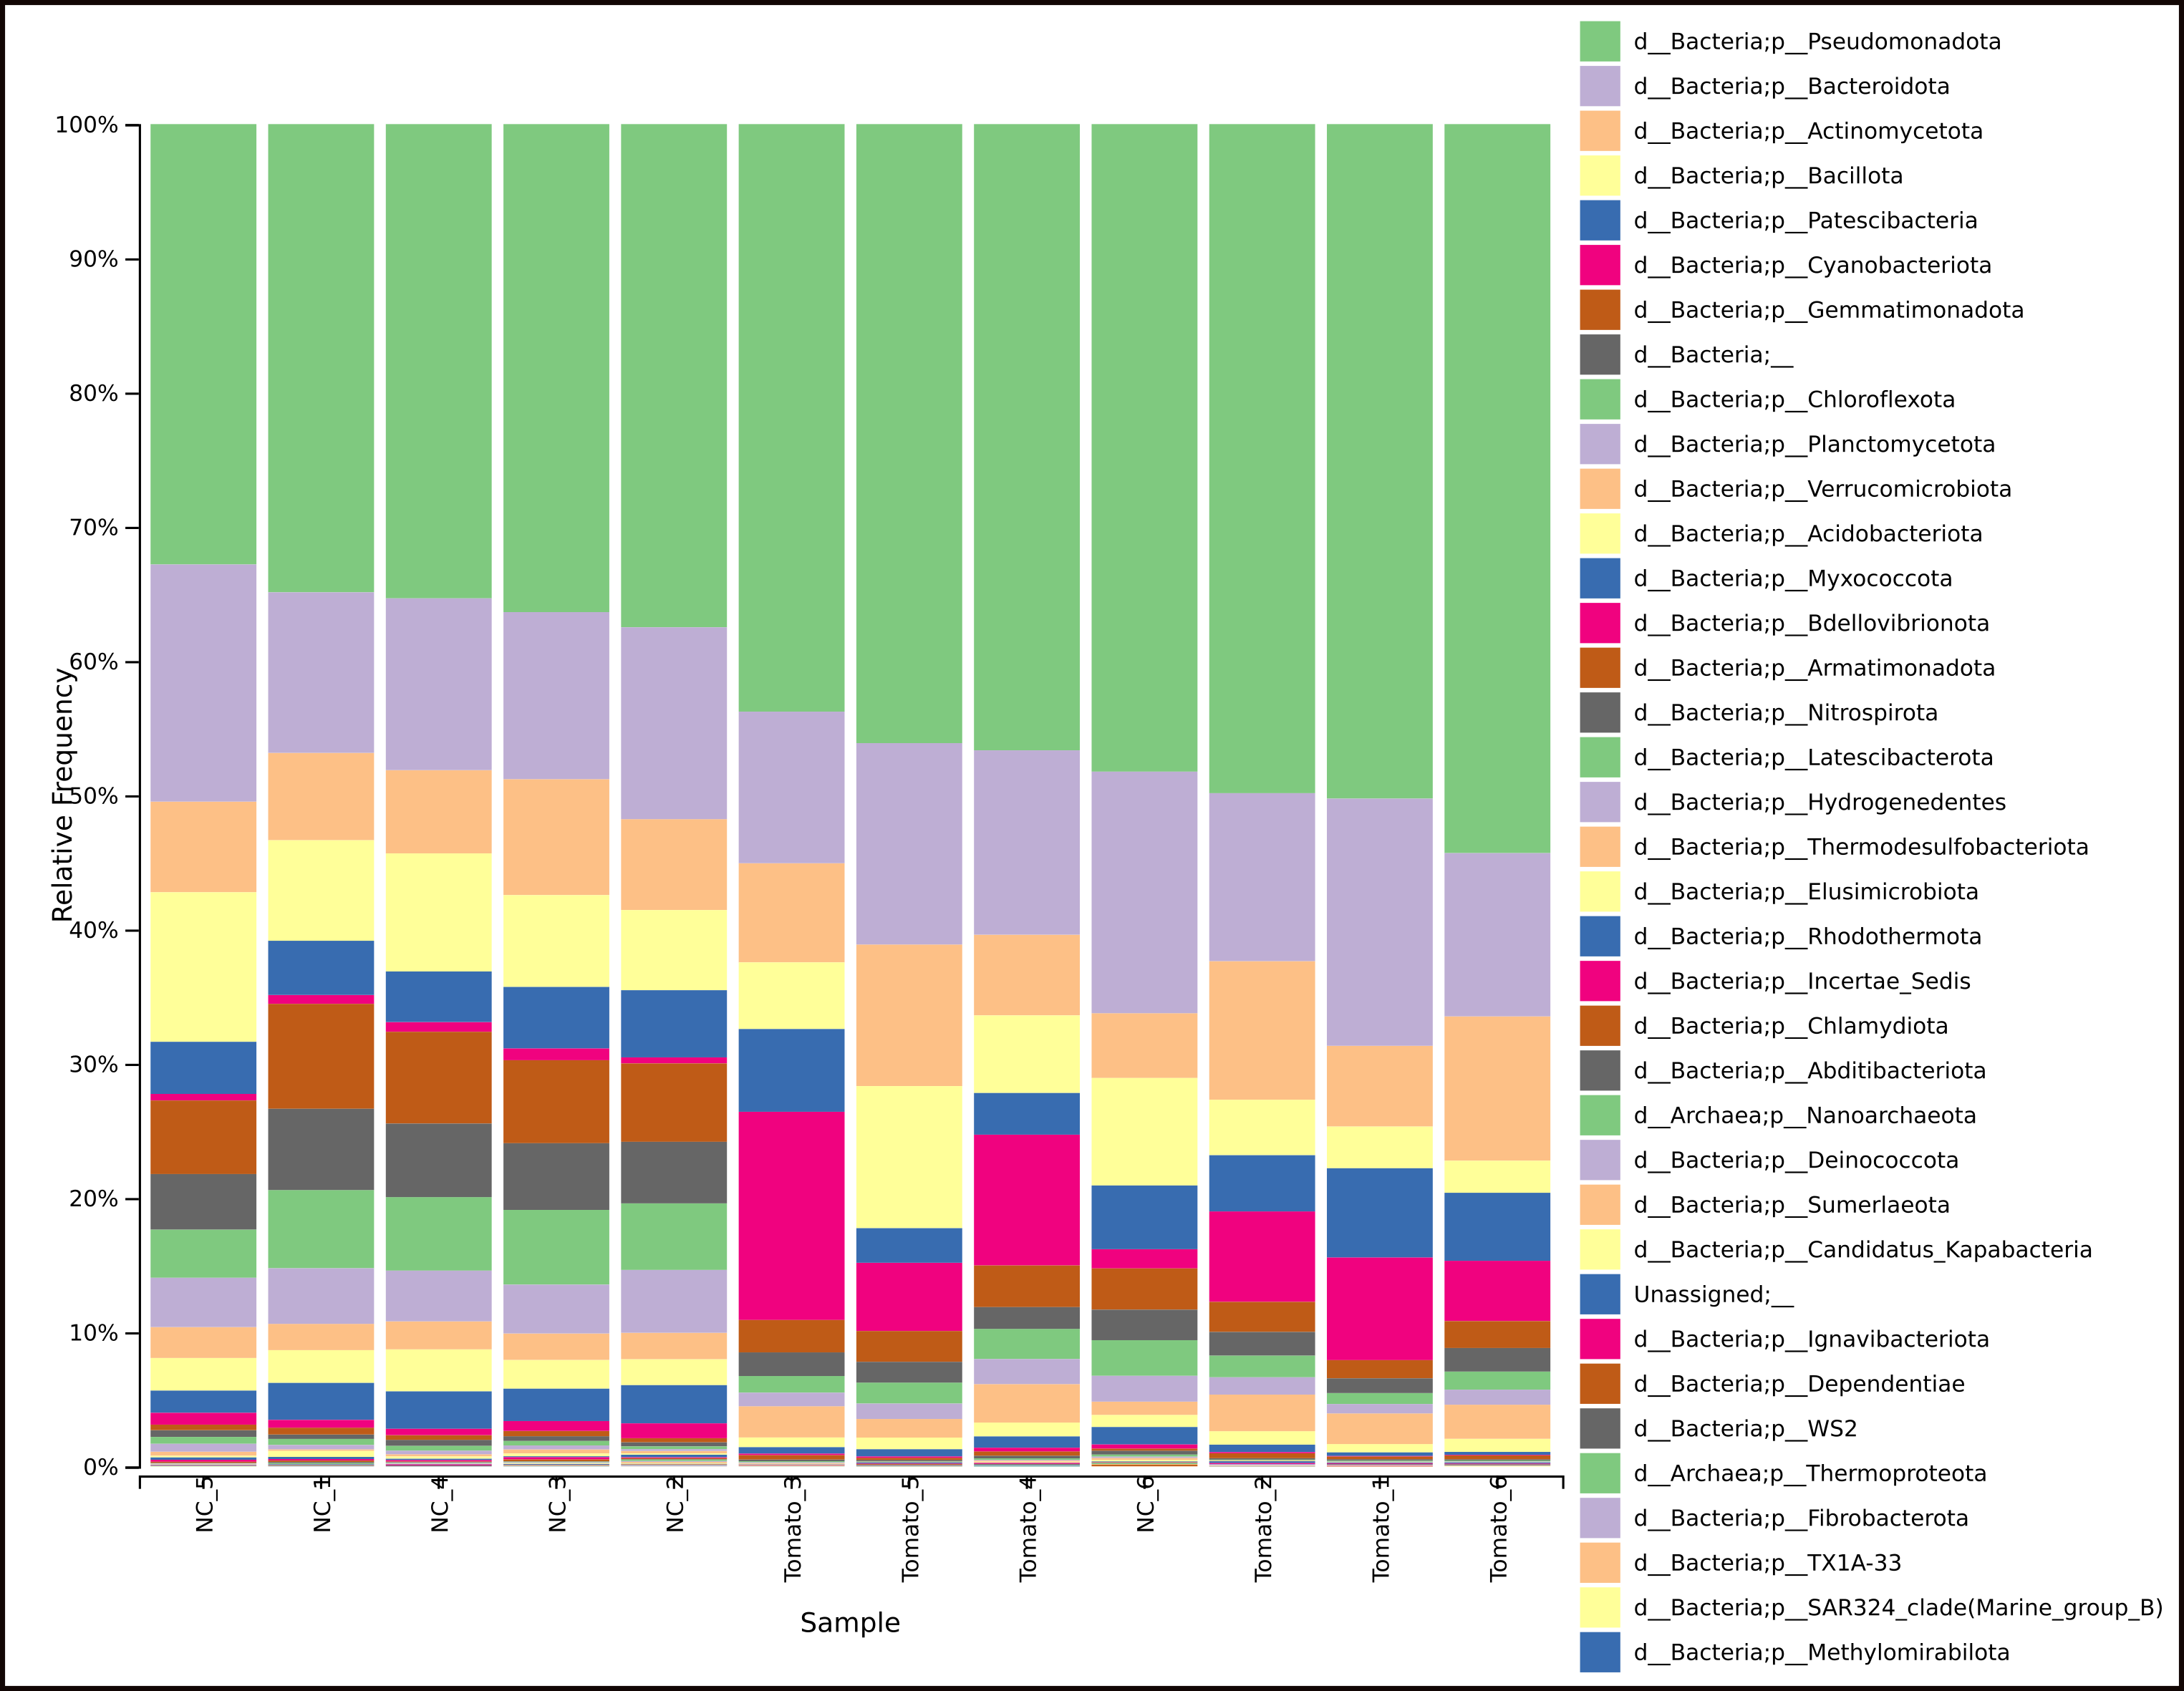 100%
90%
80%
70%
60%
50%
40%
30%
20%
10%
0%
Relative Frequency
NC_5
NC_1
NC_4
NC_3
NC_2
Tomato_3
Tomato_5
Tomato_4
NC_6
Tomato_2
Tomato_1
Tomato_6
Sample
d__Bacteria;p__Pseudomonadota
d__Bacteria;p__Bacteroidota
d__Bacteria;p__Actinomycetota
d__Bacteria;p__Bacillota
d__Bacteria;p__Patescibacteria
d__Bacteria;p__Cyanobacteriota
d__Bacteria;p__Gemmatimonadota
d__Bacteria;__
d__Bacteria;p__Chloroflexota
d__Bacteria;p__Planctomycetota
d__Bacteria;p__Verrucomicrobiota
d__Bacteria;p__Acidobacteriota
d__Bacteria;p__Myxococcota
d__Bacteria;p__Bdellovibrionota
d__Bacteria;p__Armatimonadota
d__Bacteria;p__Nitrospirota
d__Bacteria;p__Latescibacterota
d__Bacteria;p__Hydrogenedentes
d__Bacteria;p__Thermodesulfobacteriota
d__Bacteria;p__Elusimicrobiota
d__Bacteria;p__Rhodothermota
d__Bacteria;p__Incertae_Sedis
d__Bacteria;p__Chlamydiota
d__Bacteria;p__Abditibacteriota
d__Archaea;p__Nanoarchaeota
d__Bacteria;p__Deinococcota
d__Bacteria;p__Sumerlaeota
d__Bacteria;p__Candidatus_Kapabacteria
Unassigned;__
d__Bacteria;p__Ignavibacteriota
d__Bacteria;p__Dependentiae
d__Bacteria;p__WS2
d__Archaea;p__Thermoproteota
d__Bacteria;p__Fibrobacterota
d__Bacteria;p__TX1A-33
d__Bacteria;p__SAR324_clade(Marine_group_B)
d__Bacteria;p__Methylomirabilota